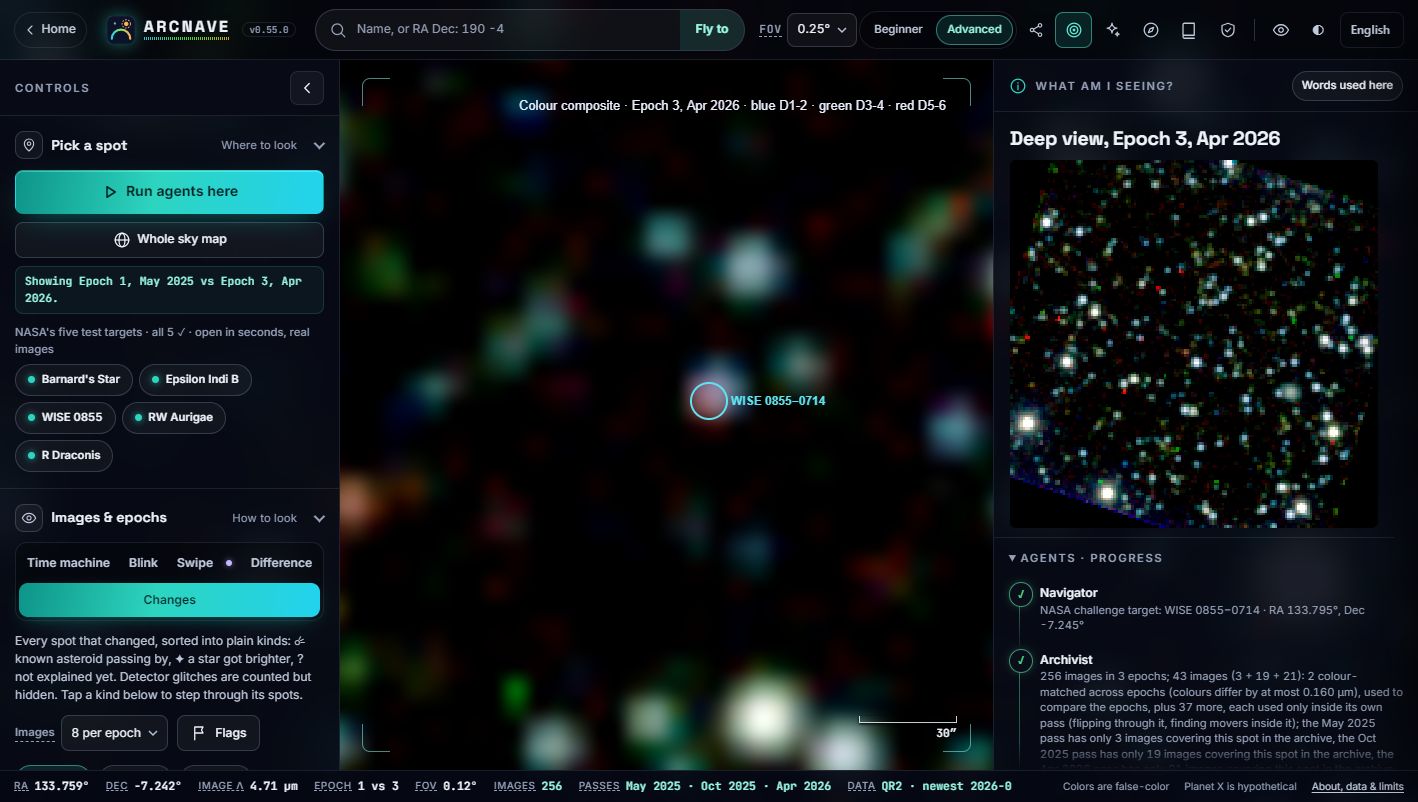 Home
ARCNAVE
v0.55.0
Name, or RA Dec: 190 -4
Fly to
FOV
0.25°
Beginner
Advanced
English
CONTROLS
Pick a spot
Where to look
Run agents here
Whole sky map
Showing Epoch 1, May 2025 vs Epoch 3, Apr
2026.
NASA's five test targets · all 5 ✓ · open in seconds, real
images
Barnard's Star
Epsilon Indi B
WISE 0855
RW Aurigae
R Draconis
Images & epochs
How to look
Time machine
Blink
Swipe
Difference
Changes
Every spot that changed, sorted into plain kinds: ☄
known asteroid passing by, ✦ a star got brighter, ?
not explained yet. Detector glitches are counted but
hidden. Tap a kind below to step through its spots.
Images
8 per epoch
Flags
Colour composite · Epoch 3, Apr 2026 · blue D1-2 · green D3-4 · red D5-6
WISE 0855−0714
30″
WHAT AM I SEEING?
Words used here
Deep view, Epoch 3, Apr 2026
▼ AGENTS · PROGRESS
✓ Navigator
NASA challenge target: WISE 0855−0714 · RA 133.795°, Dec
-7.245°
✓ Archivist
256 images in 3 epochs; 43 images (3 + 19 + 21): 2 colour-
matched across epochs (colours differ by at most 0.160 µm), used to
compare the epochs, plus 37 more, each used only inside its own
pass (flipping through it, finding movers inside it); the May 2025
pass has only 3 images covering this spot in the archive, the Oct
2025 pass has only 19 images covering this spot in the archive, the
RA 133.759°
DEC -7.242°
IMAGE Λ 4.71 µm
EPOCH 1 vs 3
FOV 0.12°
IMAGES 256
PASSES May 2025 · Oct 2025 · Apr 2026
DATA QR2 · newest 2026-0
Colors are false-color
Planet X is hypothetical
About, data & limits